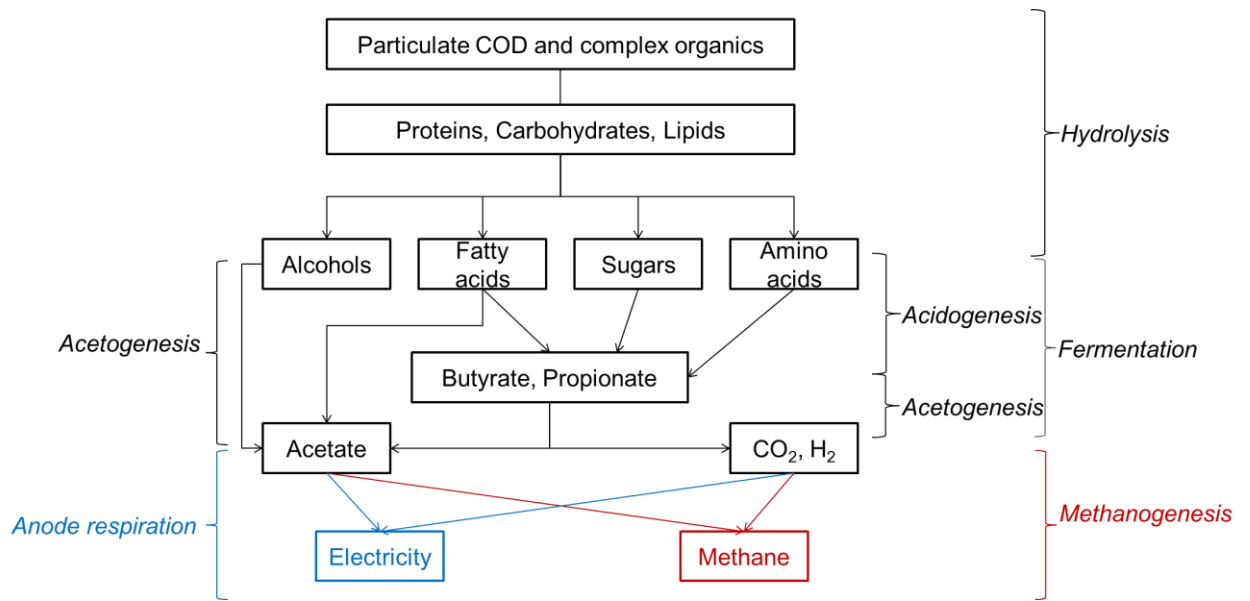 Particulate COD and complex organics
Proteins, Carbohydrates, Lipids
Hydrolysis
Alcohols
Fatty
acids
Sugars
Amino
acids
Acetogenesis
Acidogenesis
Fermentation
Butyrate, Propionate
Acetogenesis
Acetate
CO₂, H₂
Anode respiration
Methanogenesis
Electricity
Methane